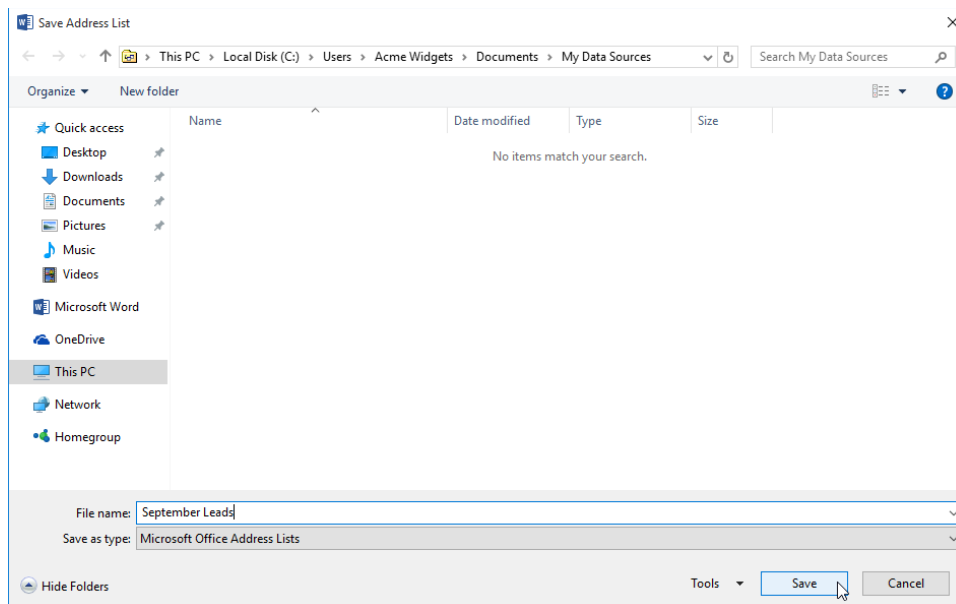 Save Address List
This PC > Local Disk (C:) > Users > Acme Widgets > Documents > My Data Sources
Search My Data Sources
Organize
New folder
Name
Date modified
Type
Size
No items match your search.
Quick access
Desktop
Downloads
Documents
Pictures
Music
Videos
Microsoft Word
OneDrive
This PC
Network
Homegroup
File name: September Leads
Save as type: Microsoft Office Address Lists
Hide Folders
Tools
Save
Cancel